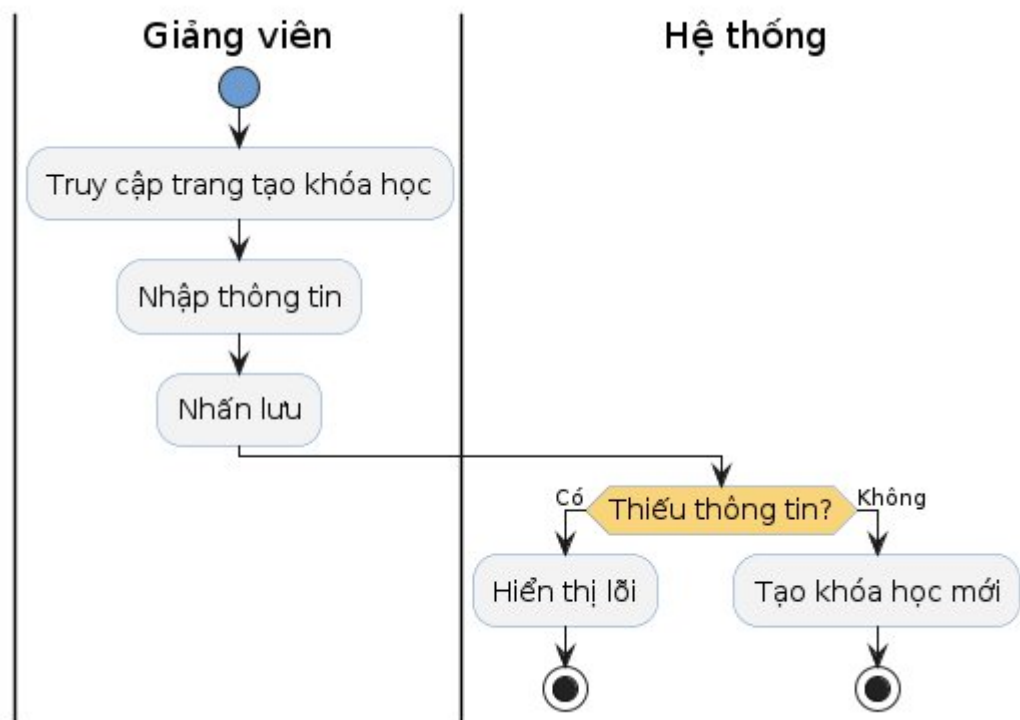 Giảng viên
Hệ thống
Truy cập trang tạo khóa học
Nhập thông tin
Nhấn lưu
Có
Thiếu thông tin?
Không
Hiển thị lỗi
Tạo khóa học mới